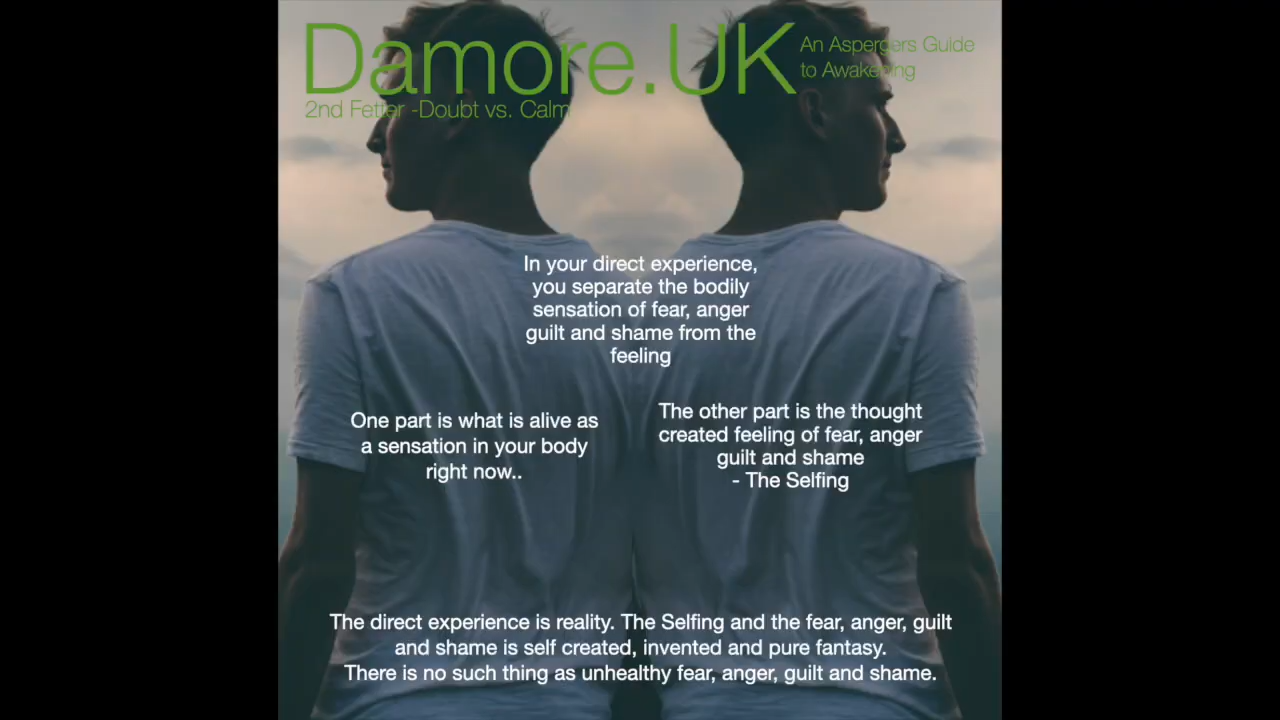 Damore.UK
An Aspergers Guide
to Awakening
2nd Fetter -Doubt vs. Calm
In your direct experience,
you separate the bodily
sensation of fear, anger
guilt and shame from the
feeling
One part is what is alive as
a sensation in your body
right now..
The other part is the thought
created feeling of fear, anger
guilt and shame
- The Selfing
The direct experience is reality. The Selfing and the fear, anger, guilt
and shame is self created, invented and pure fantasy.
There is no such thing as unhealthy fear, anger, guilt and shame.